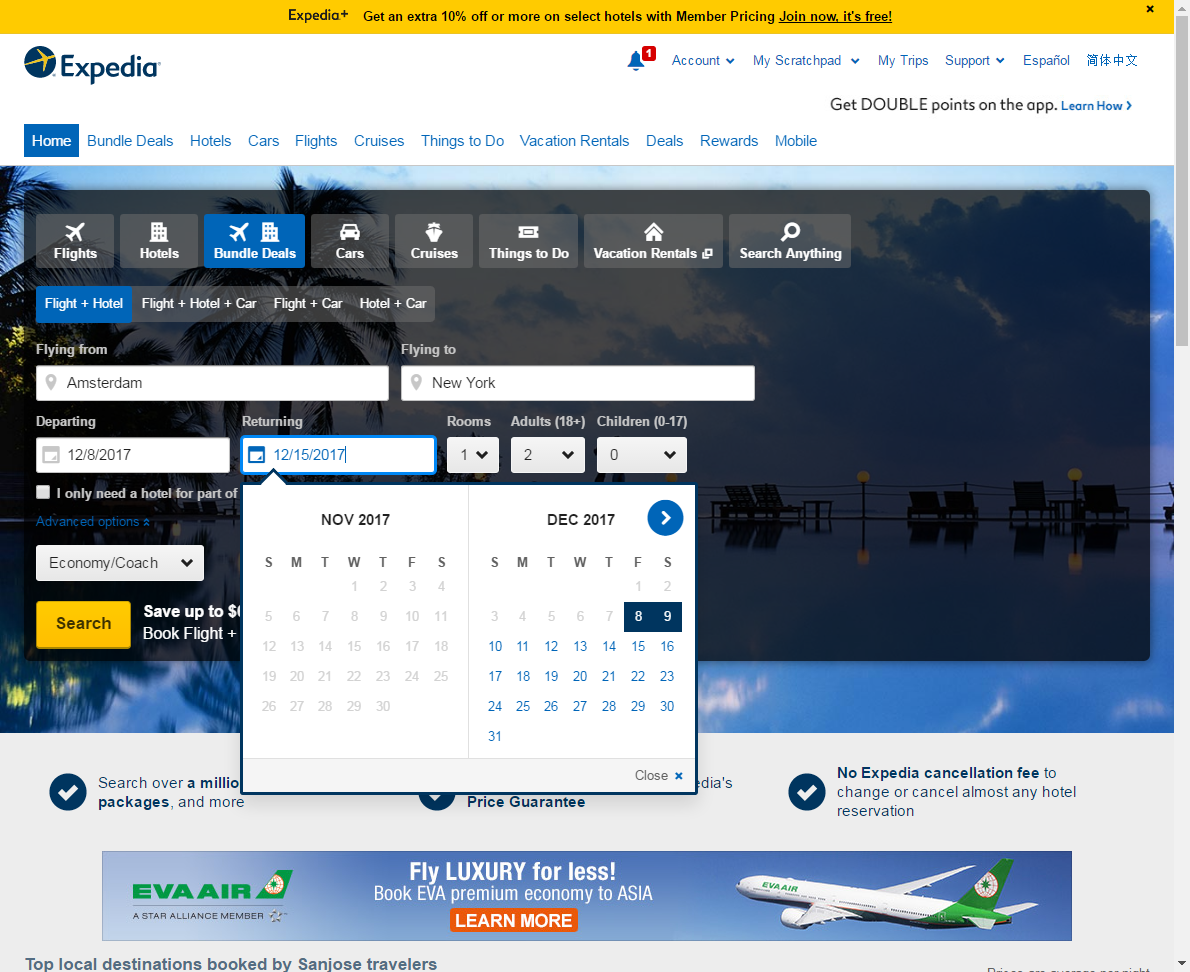 Expedia+ Get an extra 10% off or more on select hotels with Member Pricing Join now, it's free!
Expedia
1
Account My Scratchpad My Trips Support Español 简体中文
Get DOUBLE points on the app. Learn How
Home Bundle Deals Hotels Cars Flights Cruises Things to Do Vacation Rentals Deals Rewards Mobile
Flights Hotels Bundle Deals Cars Cruises Things to Do Vacation Rentals Search Anything
Flight + Hotel Flight + Hotel + Car Flight + Car Hotel + Car
Flying from Flying to
Amsterdam New York
Departing Returning Rooms Adults (18+) Children (0-17)
12/8/2017 12/15/2017 1 2 0
I only need a hotel for part of
Advanced options
Economy/Coach
Search
Save up to $
Book Flight +
NOV 2017
S M T W T F S
1 2 3 4
5 6 7 8 9 10 11
12 13 14 15 16 17 18
19 20 21 22 23 24 25
26 27 28 29 30
DEC 2017
S M T W T F S
1 2
3 4 5 6 7 8 9
10 11 12 13 14 15 16
17 18 19 20 21 22 23
24 25 26 27 28 29 30
31
Close
Search over a millio
packages, and more
edia's
Price Guarantee
No Expedia cancellation fee to
change or cancel almost any hotel
reservation
EVA AIR
A STAR ALLIANCE MEMBER
Fly LUXURY for less!
Book EVA premium economy to ASIA
LEARN MORE
EVA AIR
Top local destinations booked by Sanjose travelers
Prices are average per night